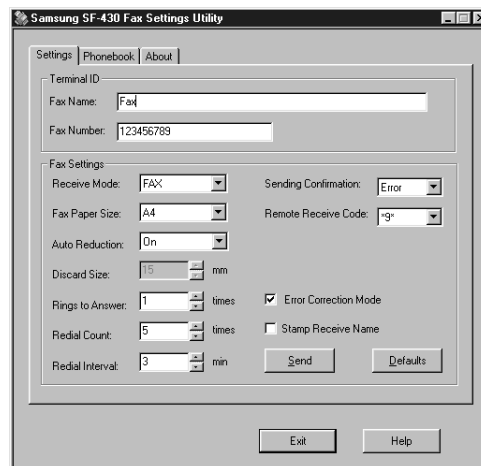 Samsung SF-430 Fax Settings Utility
Settings Phonebook About
Terminal ID
Fax Name: Fax
Fax Number: 123456789
Fax Settings
Receive Mode: FAX Sending Confirmation: Error
Fax Paper Size: A4 Remote Receive Code: *9*
Auto Reduction: On
Discard Size: 15 mm
Rings to Answer: 1 times Error Correction Mode
Redial Count: 5 times Stamp Receive Name
Redial Interval: 3 min Send Defaults
Exit Help